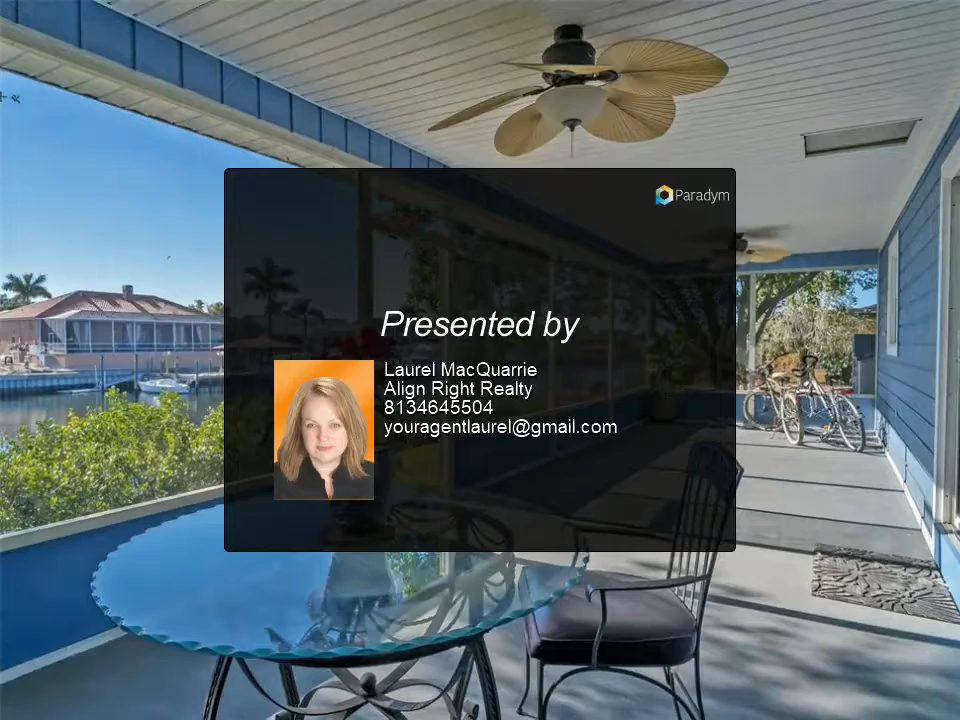 Paradym
Presented by
Laurel MacQuarrie
Align Right Realty
8134645504
youragentlaurel@gmail.com